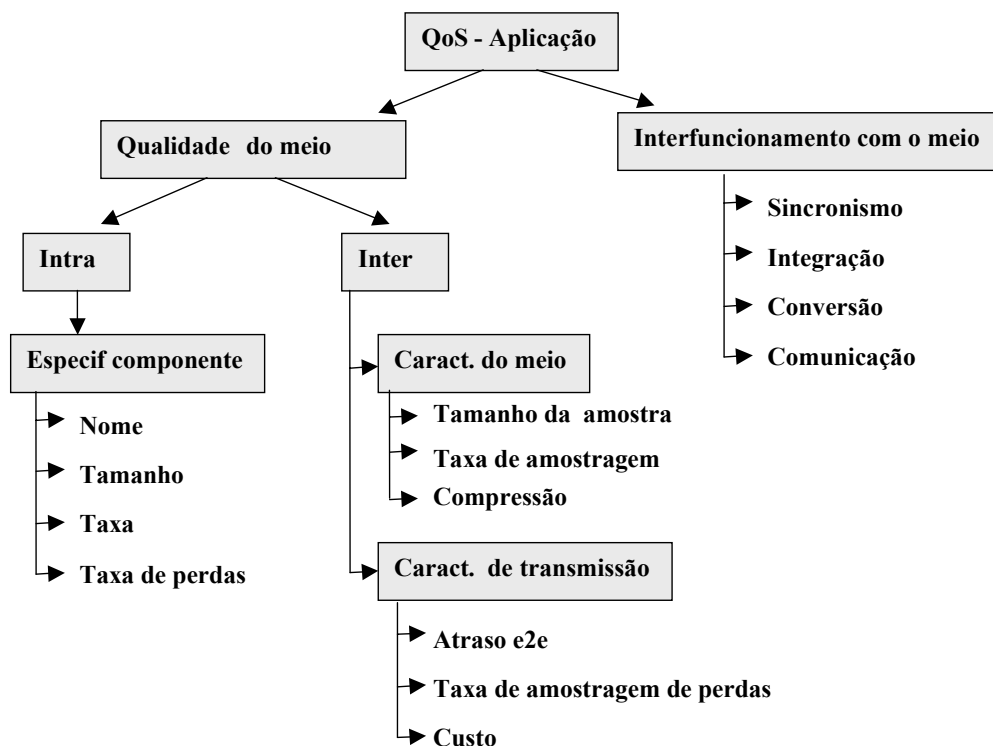 QoS - Aplicação
Qualidade do meio
Interfuncionamento com o meio
Sincronismo
Integração
Conversão
Comunicação
Intra
Inter
Especif componente
Nome
Tamanho
Taxa
Taxa de perdas
Caract. do meio
Tamanho da amostra
Taxa de amostragem
Compressão
Caract. de transmissão
Atraso e2e
Taxa de amostragem de perdas
Custo